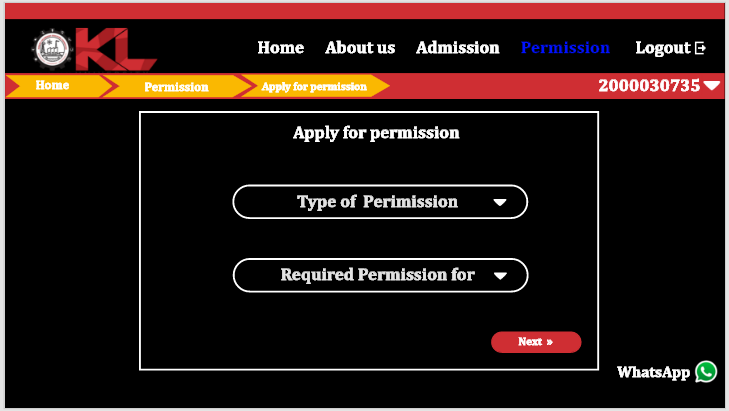 KL
Home About us Admission Permission Logout
Home Permission Apply for permission 2000030735
Apply for permission
Type of Perimission
Required Permission for
Next »
WhatsApp